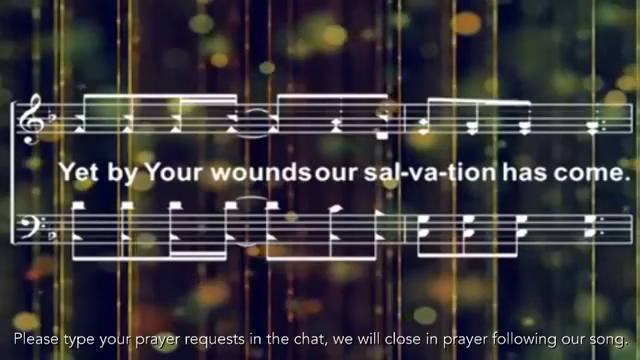 Yet by Your wounds our sal-va-tion has come.
Please type your prayer requests in the chat, we will close in prayer following our song.